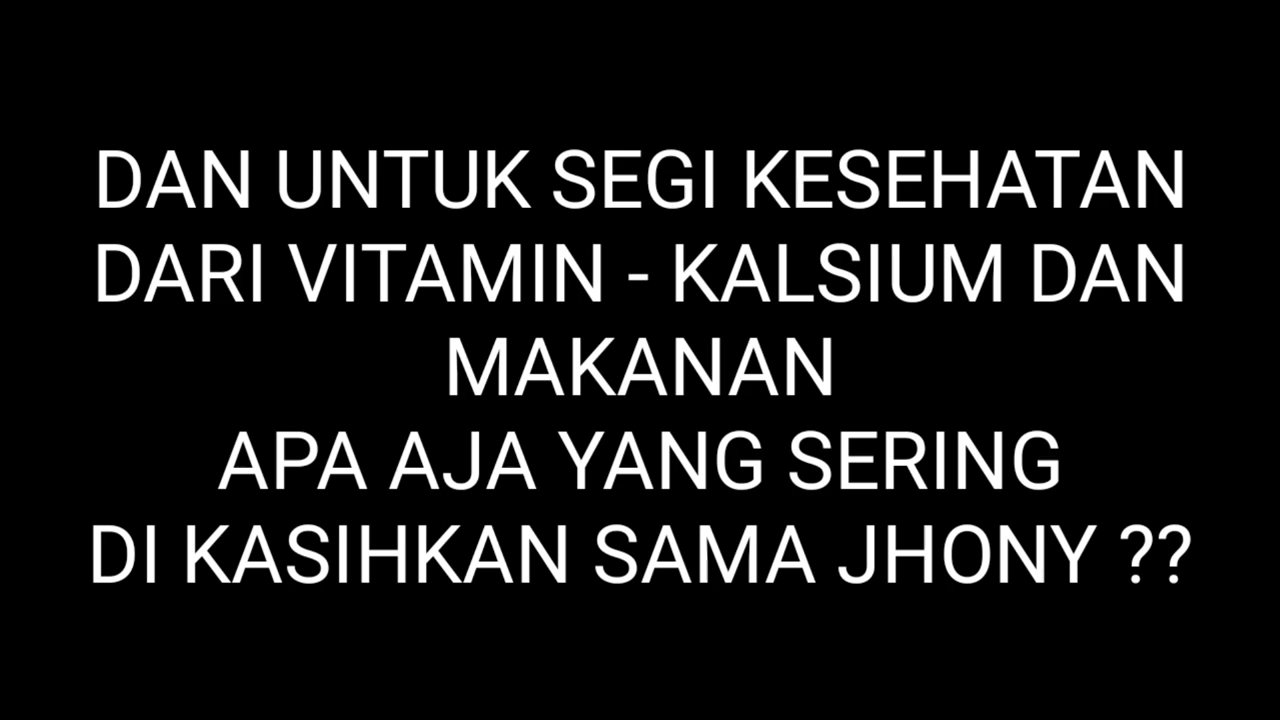 DAN UNTUK SEGI KESEHATAN
DARI VITAMIN - KALSIUM DAN
MAKANAN
APA AJA YANG SERING
DI KASIHKAN SAMA JHONY ??